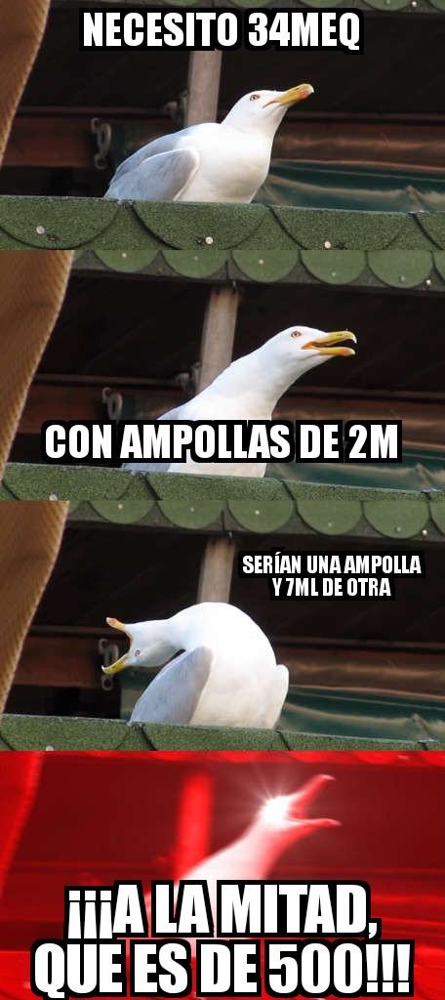 NECESITO 34MEQ
CON AMPOLLAS DE 2M
SERÍAN UNA AMPOLLA
Y 7ML DE OTRA
¡¡¡A LA MITAD,
QUE ES DE 500!!!